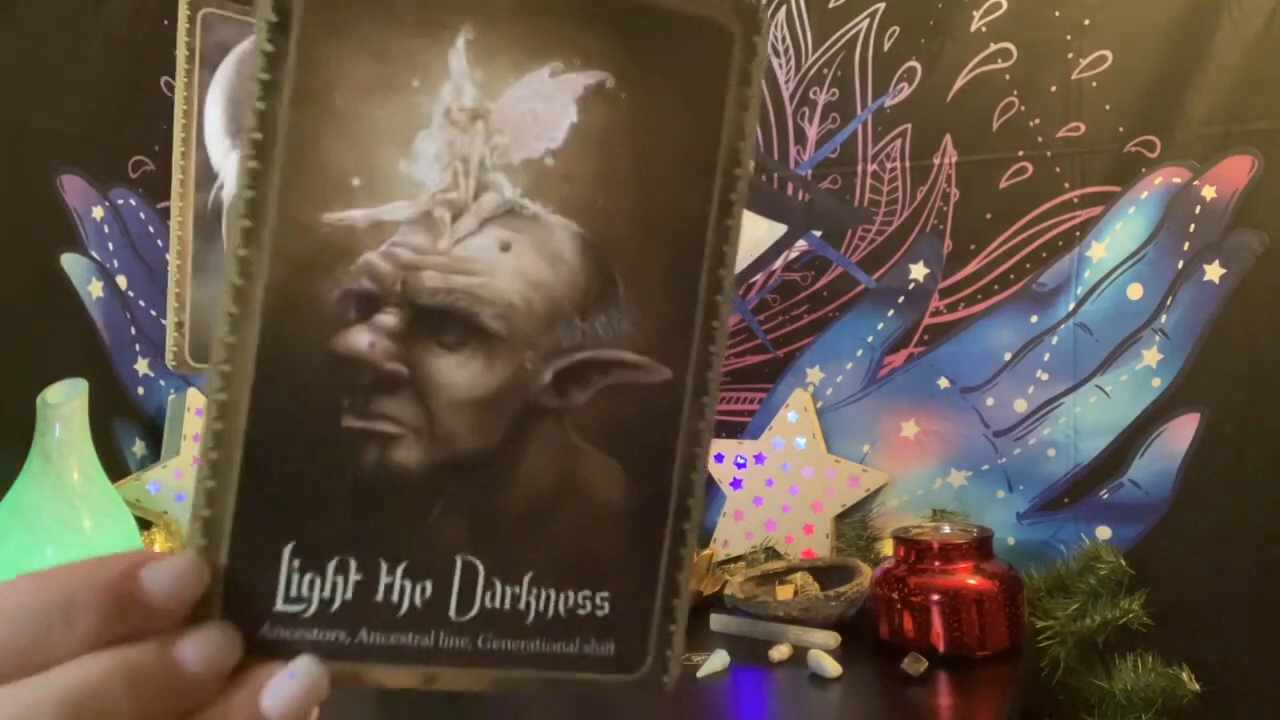 Light the Darkness
Ancestors, Ancestral line, Generational shift